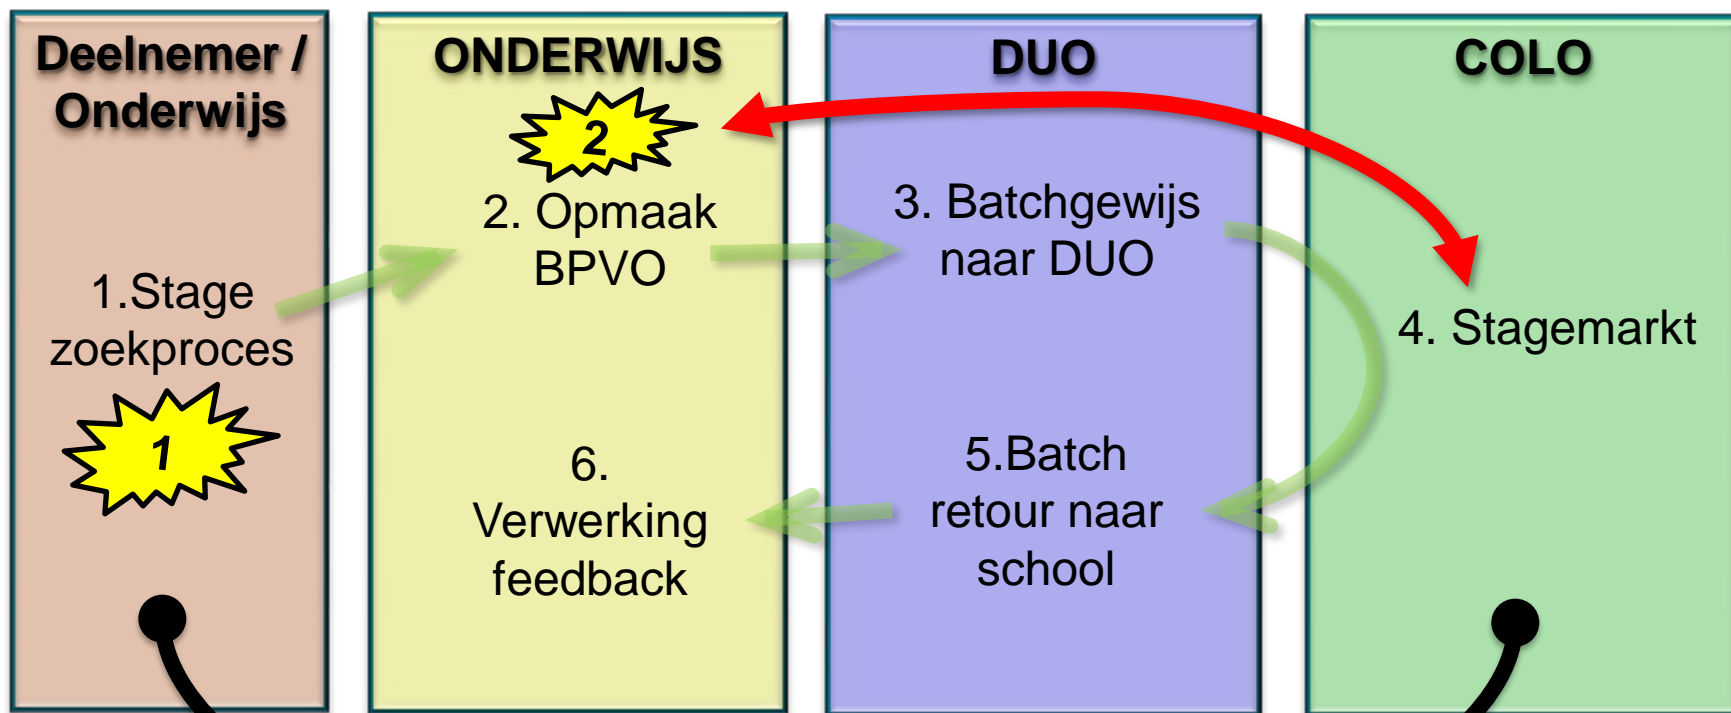 Deelnemer /
Onderwijs
1.Stage
zoekproces
1
ONDERWIJS
2
2. Opmaak
BPVO
6.
Verwerking
feedback
DUO
3. Batchgewijs
naar DUO
5.Batch
retour naar
school
COLO
4. Stagemarkt